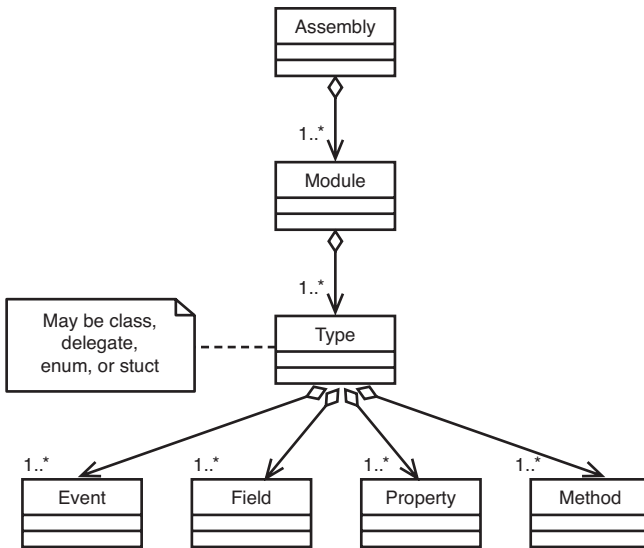 Assembly
1..*
Module
1..*
Type
May be class,
delegate,
enum, or stuct
1..*
1..*
1..*
1..*
Event
Field
Property
Method